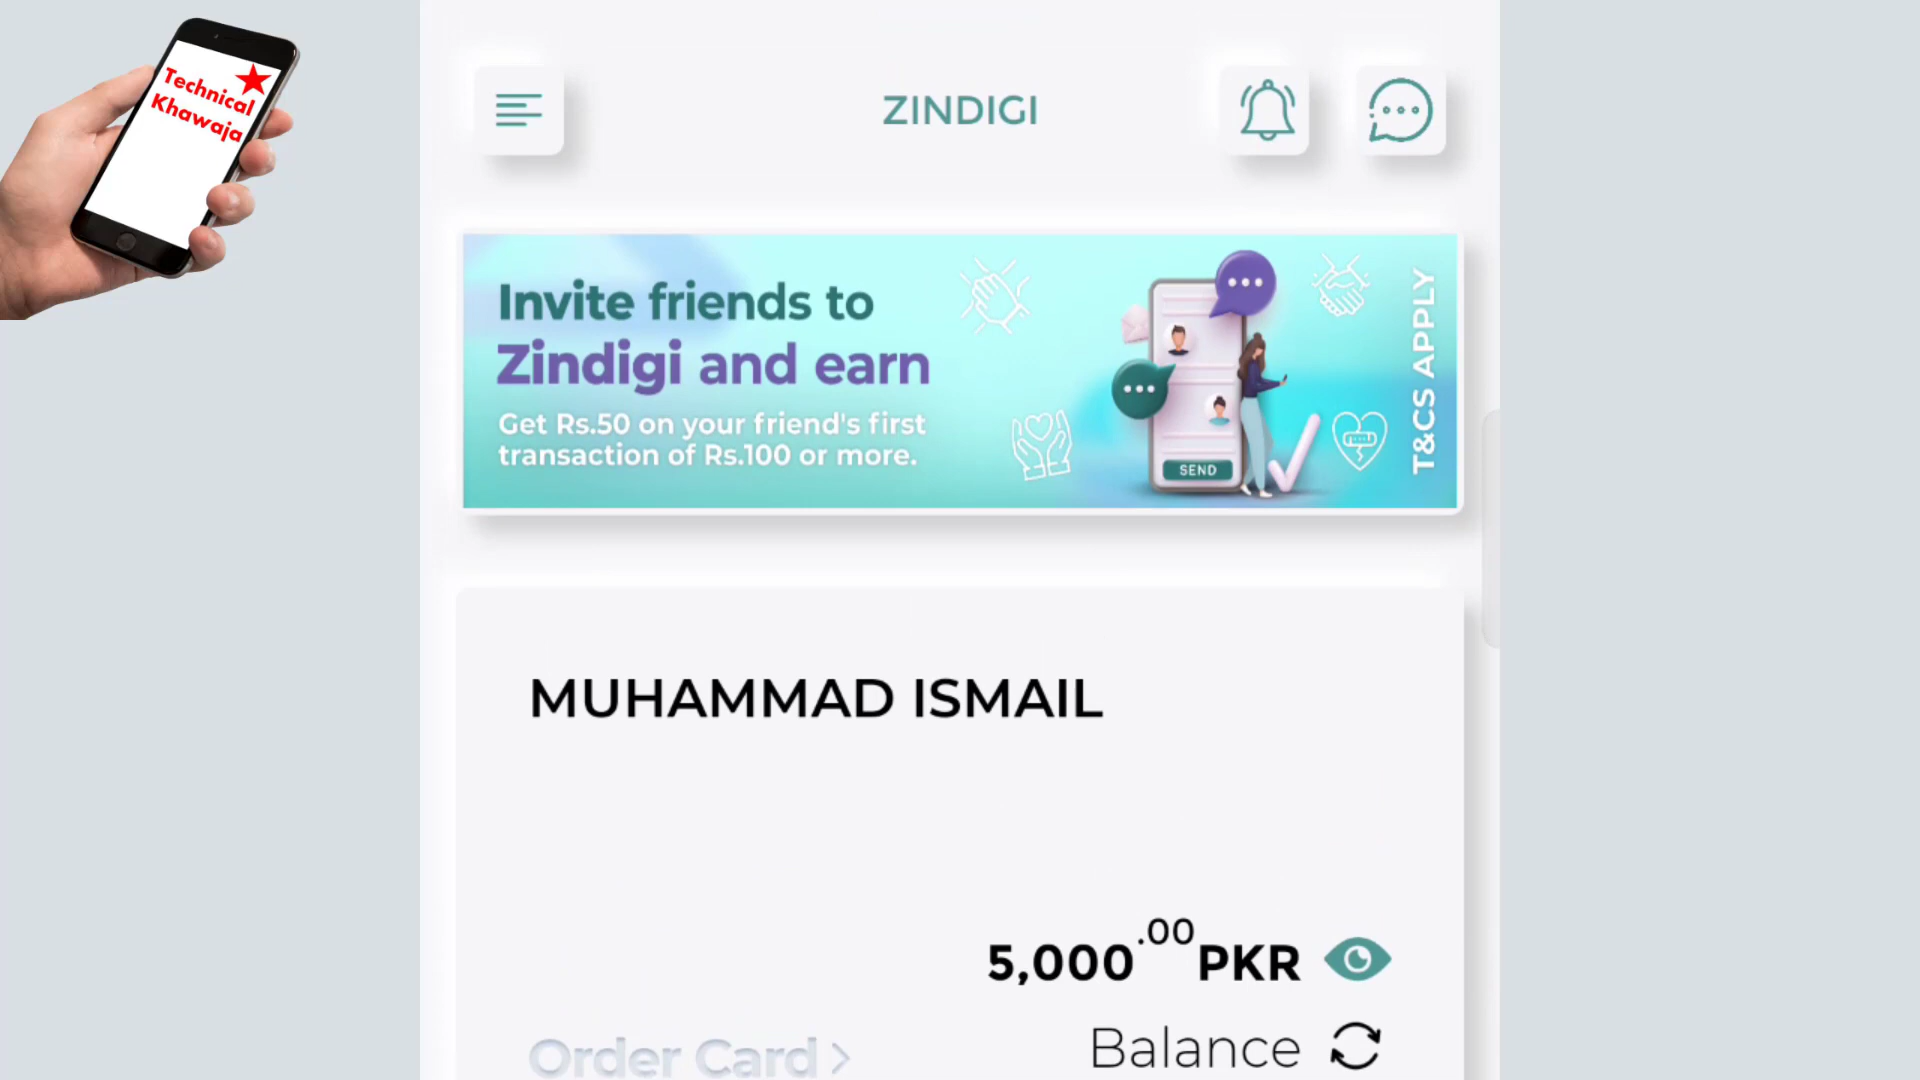 Technical
Khawaja
ZINDIGI
Invite friends to
Zindigi and earn
Get Rs.50 on your friend's first
transaction of Rs.100 or more.
SEND
T&CS APPLY
MUHAMMAD ISMAIL
5,000.00 PKR
Balance
Order Card